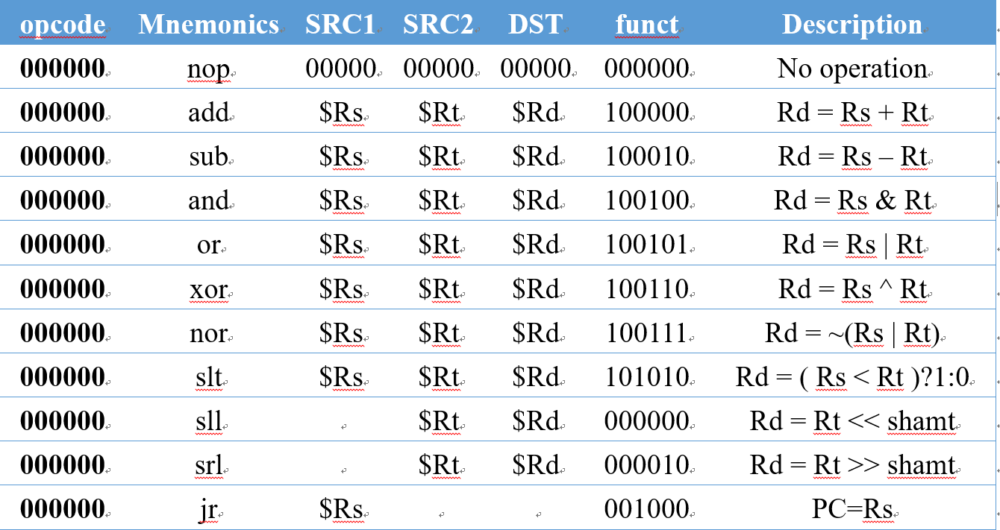 opcode Mnemonics SRC1 SRC2 DST funct Description
000000 nop 00000 00000 00000 000000 No operation
000000 add $Rs $Rt $Rd 100000 Rd = Rs + Rt
000000 sub $Rs $Rt $Rd 100010 Rd = Rs – Rt
000000 and $Rs $Rt $Rd 100100 Rd = Rs & Rt
000000 or $Rs $Rt $Rd 100101 Rd = Rs | Rt
000000 xor $Rs $Rt $Rd 100110 Rd = Rs ^ Rt
000000 nor $Rs $Rt $Rd 100111 Rd = ~(Rs | Rt)
000000 slt $Rs $Rt $Rd 101010 Rd = ( Rs < Rt )?1:0
000000 sll $Rt $Rd 000000 Rd = Rt << shamt
000000 srl $Rt $Rd 000010 Rd = Rt >> shamt
000000 jr $Rs 001000 PC=Rs